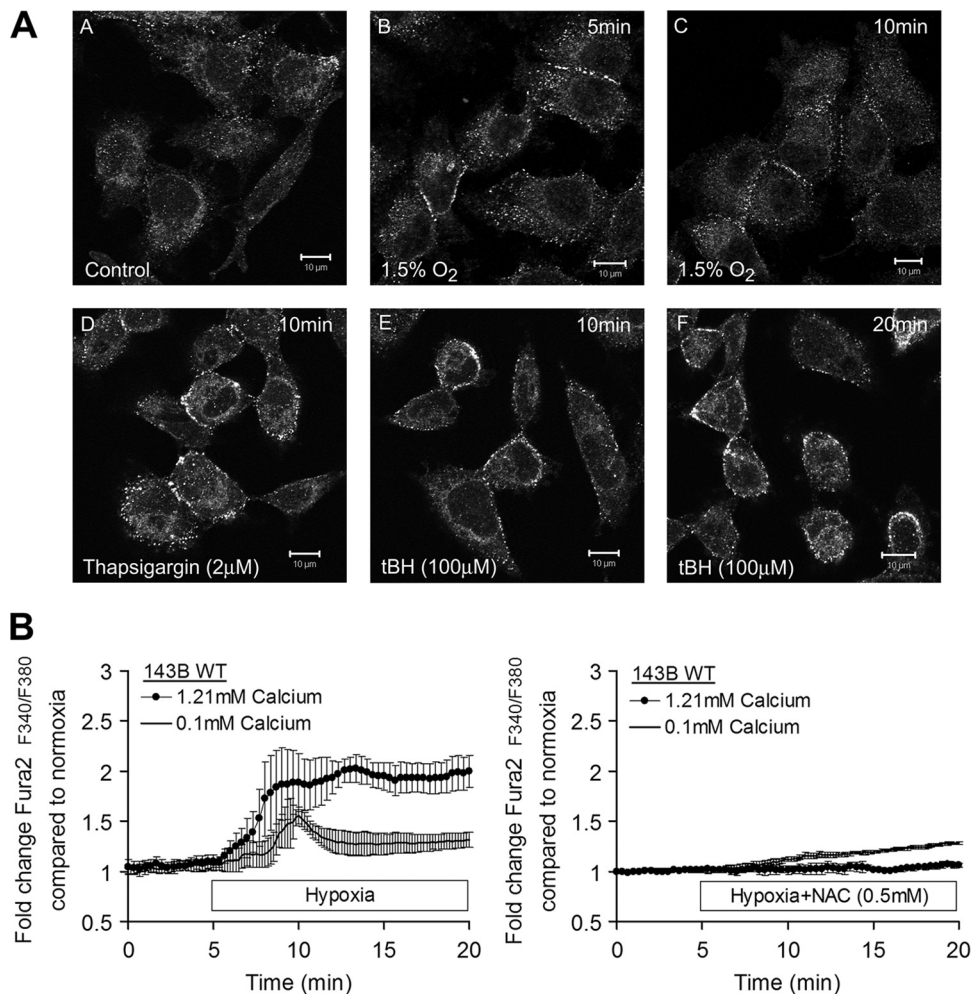 A
A
Control
10 µm
B
5min
1.5% O2
10 µm
C
10min
1.5% O2
10 µm
D
10min
Thapsigargin (2µM)
10 µm
E
10min
tBH (100µM)
10 µm
F
20min
tBH (100µM)
10 µm
B
Fold change Fura2 F340/F380
compared to normoxia
3
2.5
2
1.5
1
0.5
143B WT
1.21mM Calcium
0.1mM Calcium
Hypoxia
0 5 10 15 20
Time (min)
Fold change Fura2 F340/F380
compared to normoxia
3
2.5
2
1.5
1
0.5
143B WT
1.21mM Calcium
0.1mM Calcium
Hypoxia+NAC (0.5mM)
0 5 10 15 20
Time (min)